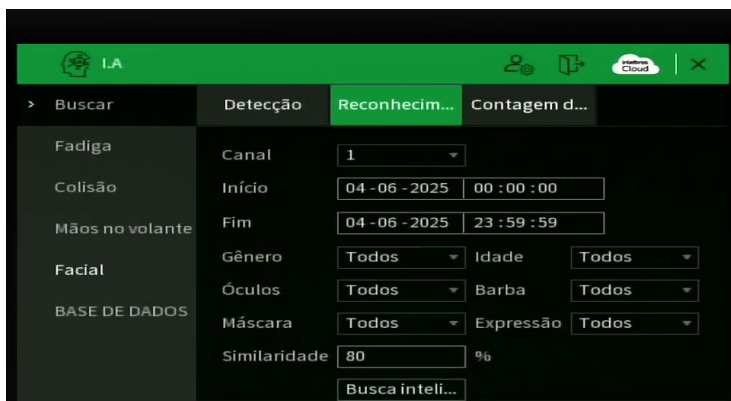 I.A
intelbras Cloud
> Buscar
Detecção Reconhecim... Contagem d...
Fadiga
Colisão
Mãos no volante
Facial
BASE DE DADOS
Canal 1
Início 04-06-2025 00:00:00
Fim 04-06-2025 23:59:59
Gênero Todos Idade Todos
Óculos Todos Barba Todos
Máscara Todos Expressão Todos
Similaridade 80 %
Busca inteli...